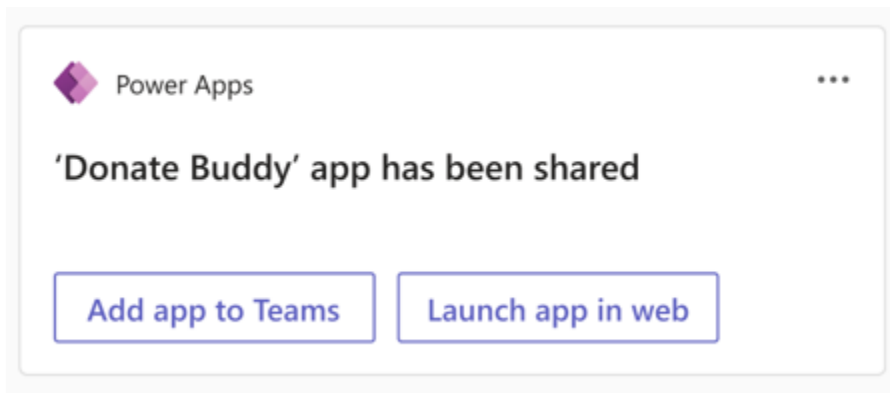 Power Apps
‘Donate Buddy’ app has been shared
Add app to Teams
Launch app in web